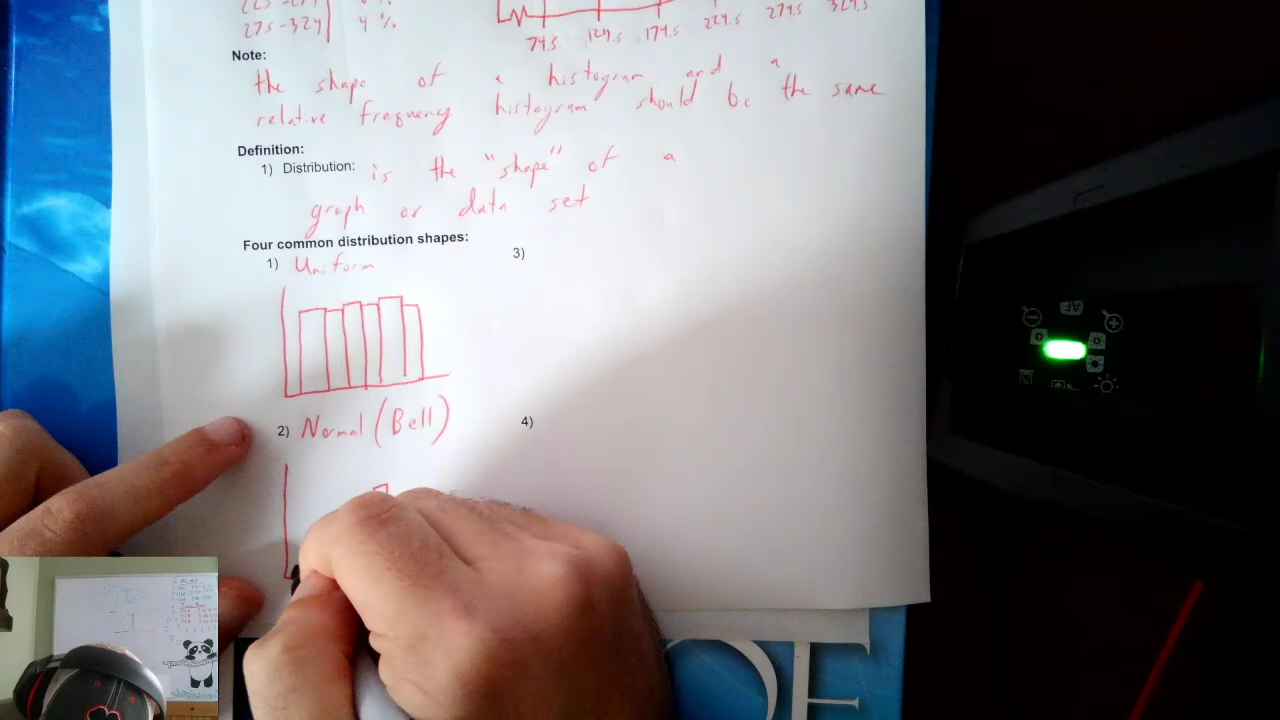 275-324 4 %
74.5 124.5 174.5 224.5 274.5 324.5
Note:
the shape of a histogram and a
relative frequency histogram should be the same
Definition:
1) Distribution: is the "shape" of a
graph or data set
Four common distribution shapes:
1) Uniform
3)
2) Normal (Bell)
4)
AF